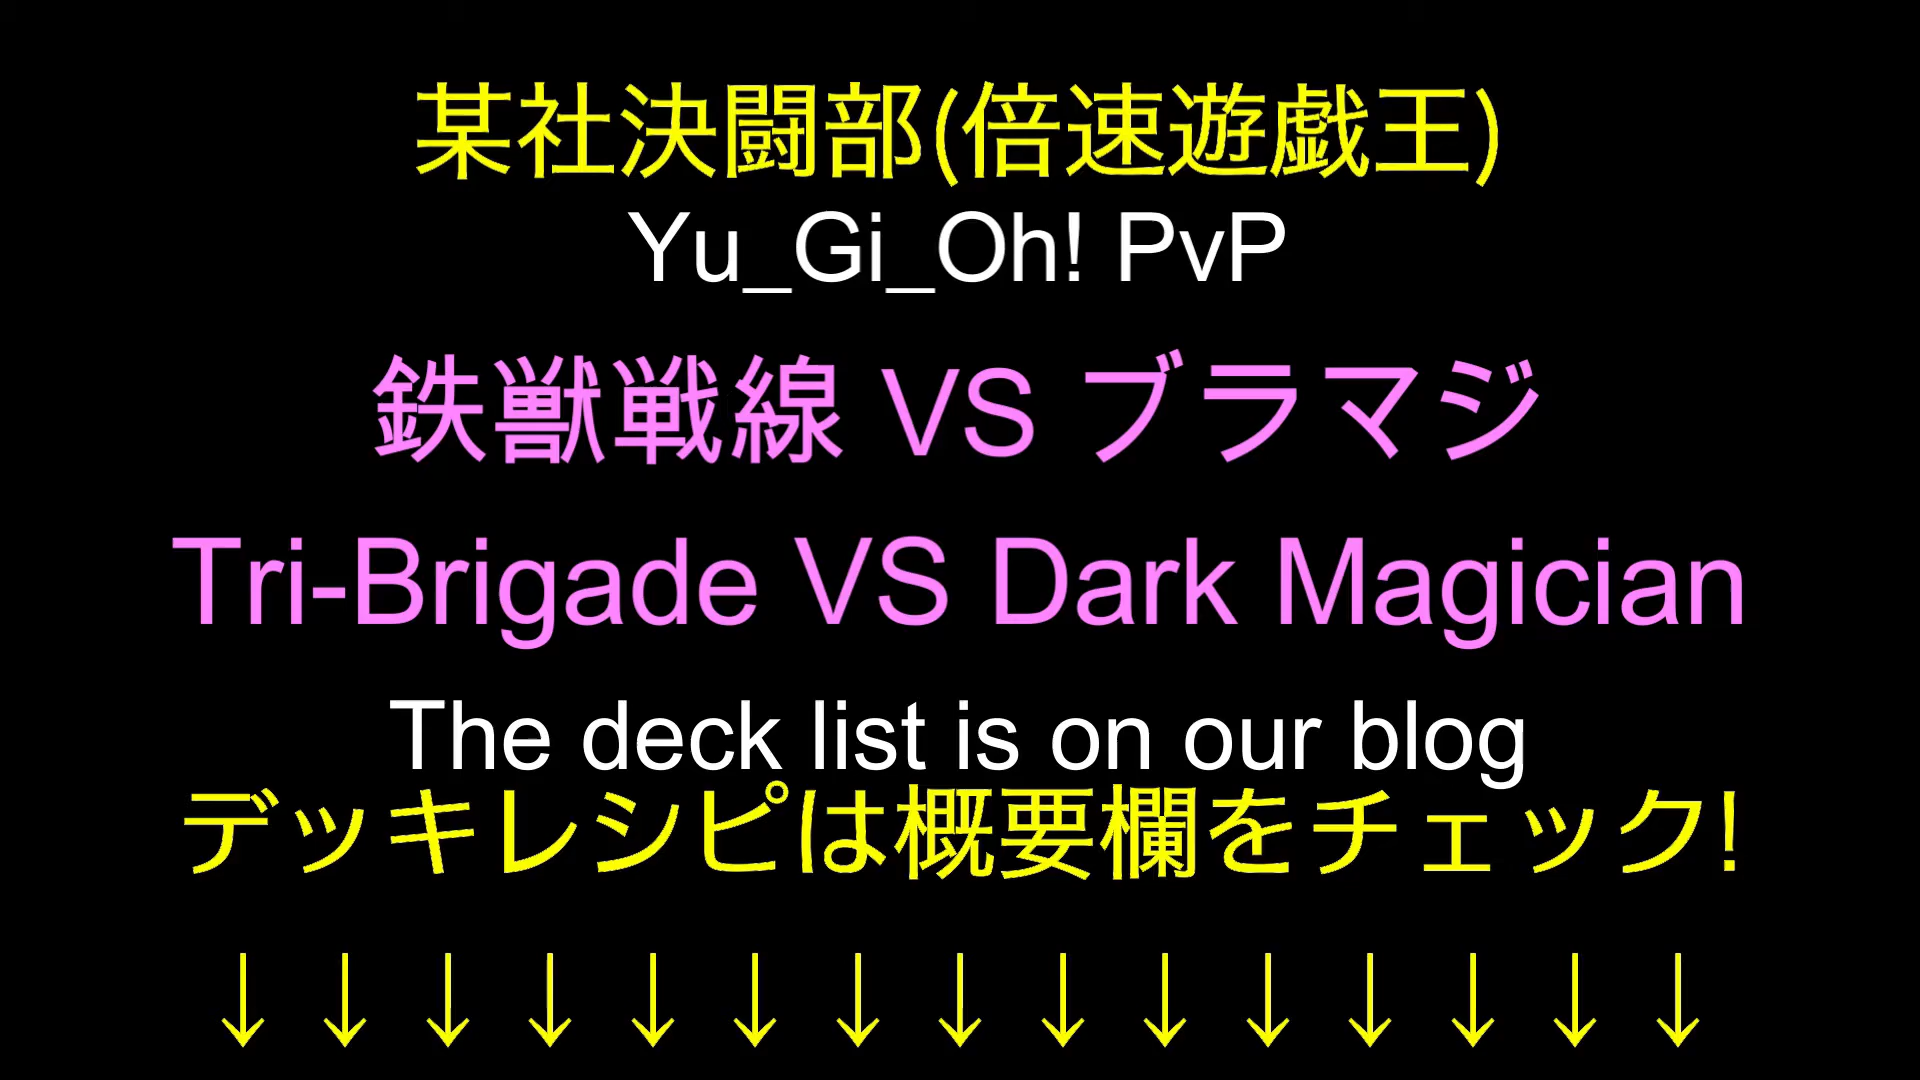 某社決闘部(倍速遊戯王)
Yu_Gi_Oh! PvP
鉄獣戦線 VS ブラマジ
Tri-Brigade VS Dark Magician
The deck list is on our blog
デッキレシピは概要欄をチェック!
↓ ↓ ↓ ↓ ↓ ↓ ↓ ↓ ↓ ↓ ↓ ↓ ↓ ↓ ↓